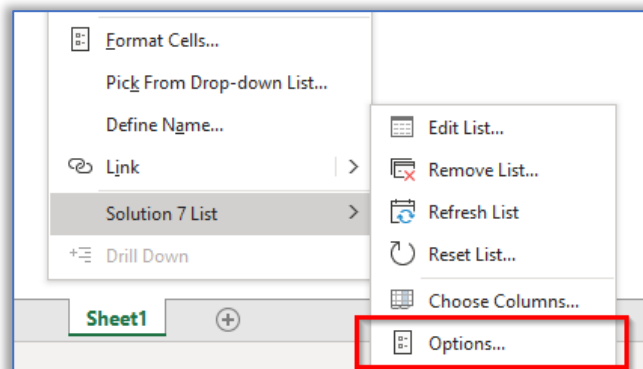 Format Cells...
Pick From Drop-down List...
Define Name...
Link
Solution 7 List
Drill Down
Edit List...
Remove List...
Refresh List
Reset List...
Choose Columns...
Options...
Sheet1